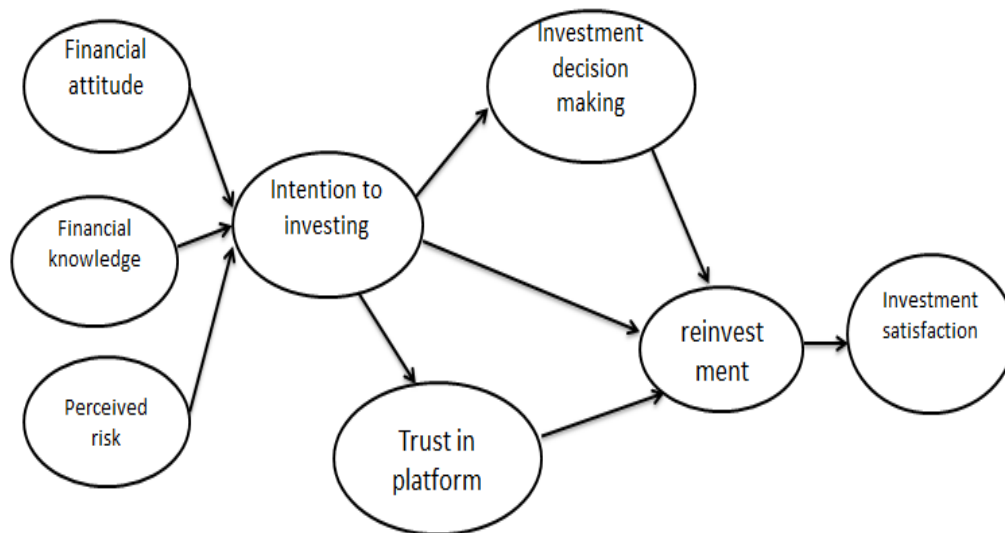 Financial
attitude
Financial
knowledge
Perceived
risk
Intention to
investing
Investment
decision
making
Trust in
platform
reinvest
ment
Investment
satisfaction